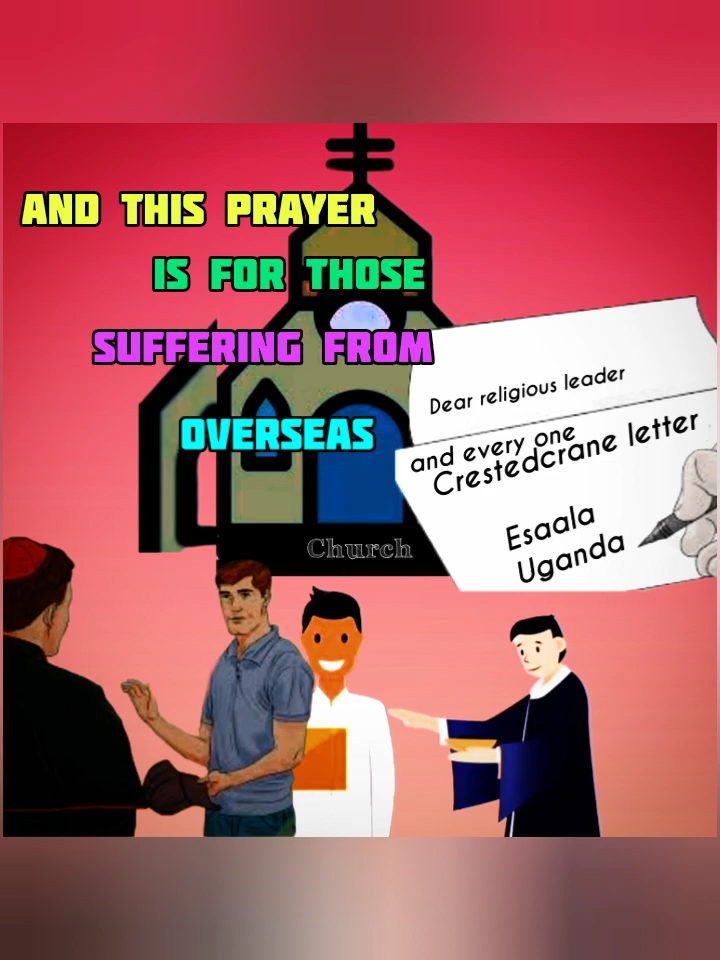 AND THIS PRAYER
IS FOR THOSE
SUFFERING FROM
OVERSEAS
Dear religious leader
and every one
Crestedcrane letter
Esaala
Uganda
Church